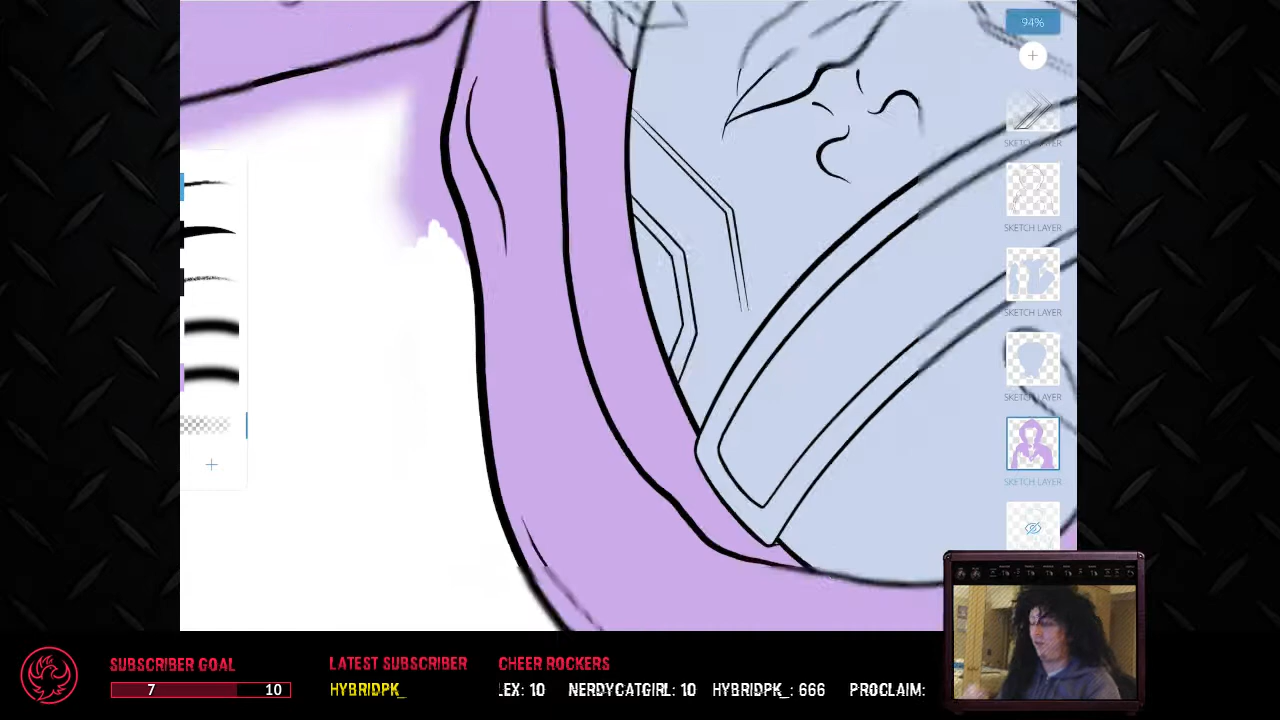 94%
SKETCH LAYER
SKETCH LAYER
SKETCH LAYER
SKETCH LAYER
SKETCH LAYER
SUBSCRIBER GOAL
7 10
LATEST SUBSCRIBER
HYBRIDPK_
CHEER ROCKERS
LEX: 10 NERDYCATGIRL: 10 HYBRIDPK_: 666 PROCLAIM: